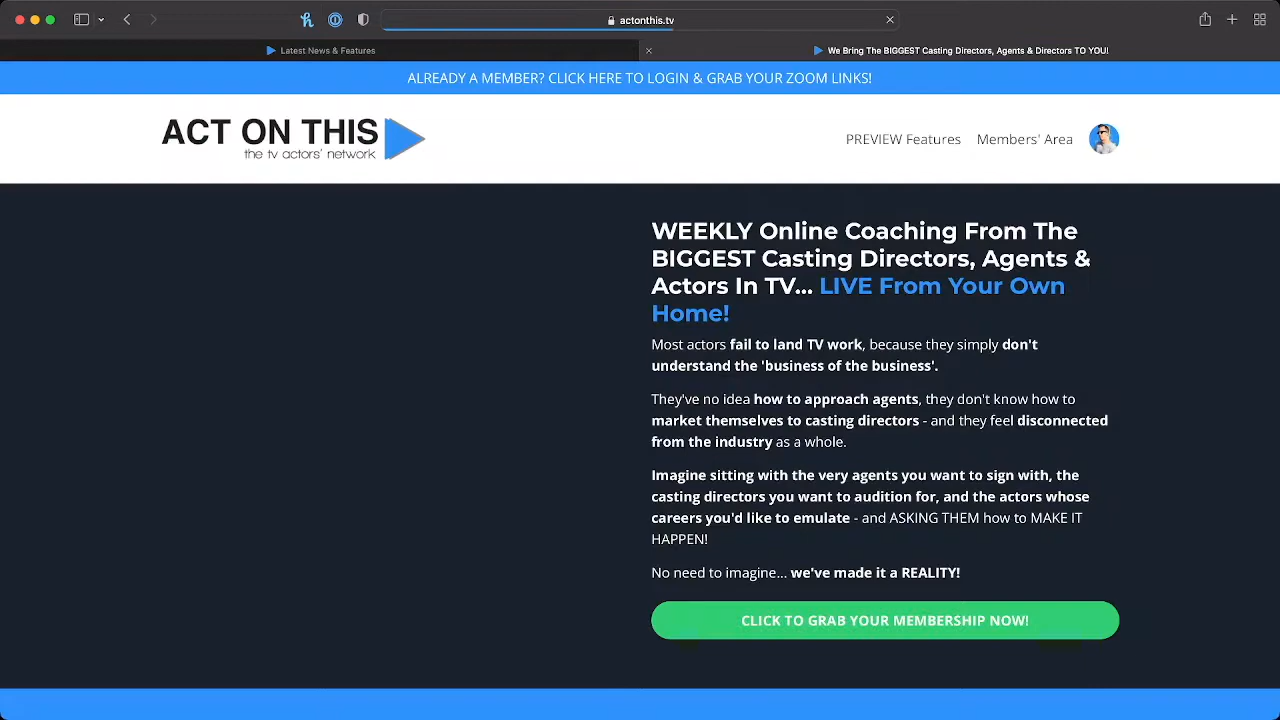 actonthis.tv
Latest News & Features
We Bring The BIGGEST Casting Directors, Agents & Directors TO YOU!
ALREADY A MEMBER? CLICK HERE TO LOGIN & GRAB YOUR ZOOM LINKS!
ACT ON THIS
the tv actors' network
PREVIEW Features
Members' Area
WEEKLY Online Coaching From The
BIGGEST Casting Directors, Agents &
Actors In TV... LIVE From Your Own
Home!
Most actors fail to land TV work, because they simply don't
understand the 'business of the business'.
They've no idea how to approach agents, they don't know how to
market themselves to casting directors - and they feel disconnected
from the industry as a whole.
Imagine sitting with the very agents you want to sign with, the
casting directors you want to audition for, and the actors whose
careers you'd like to emulate - and ASKING THEM how to MAKE IT
HAPPEN!
No need to imagine... we've made it a REALITY!
CLICK TO GRAB YOUR MEMBERSHIP NOW!